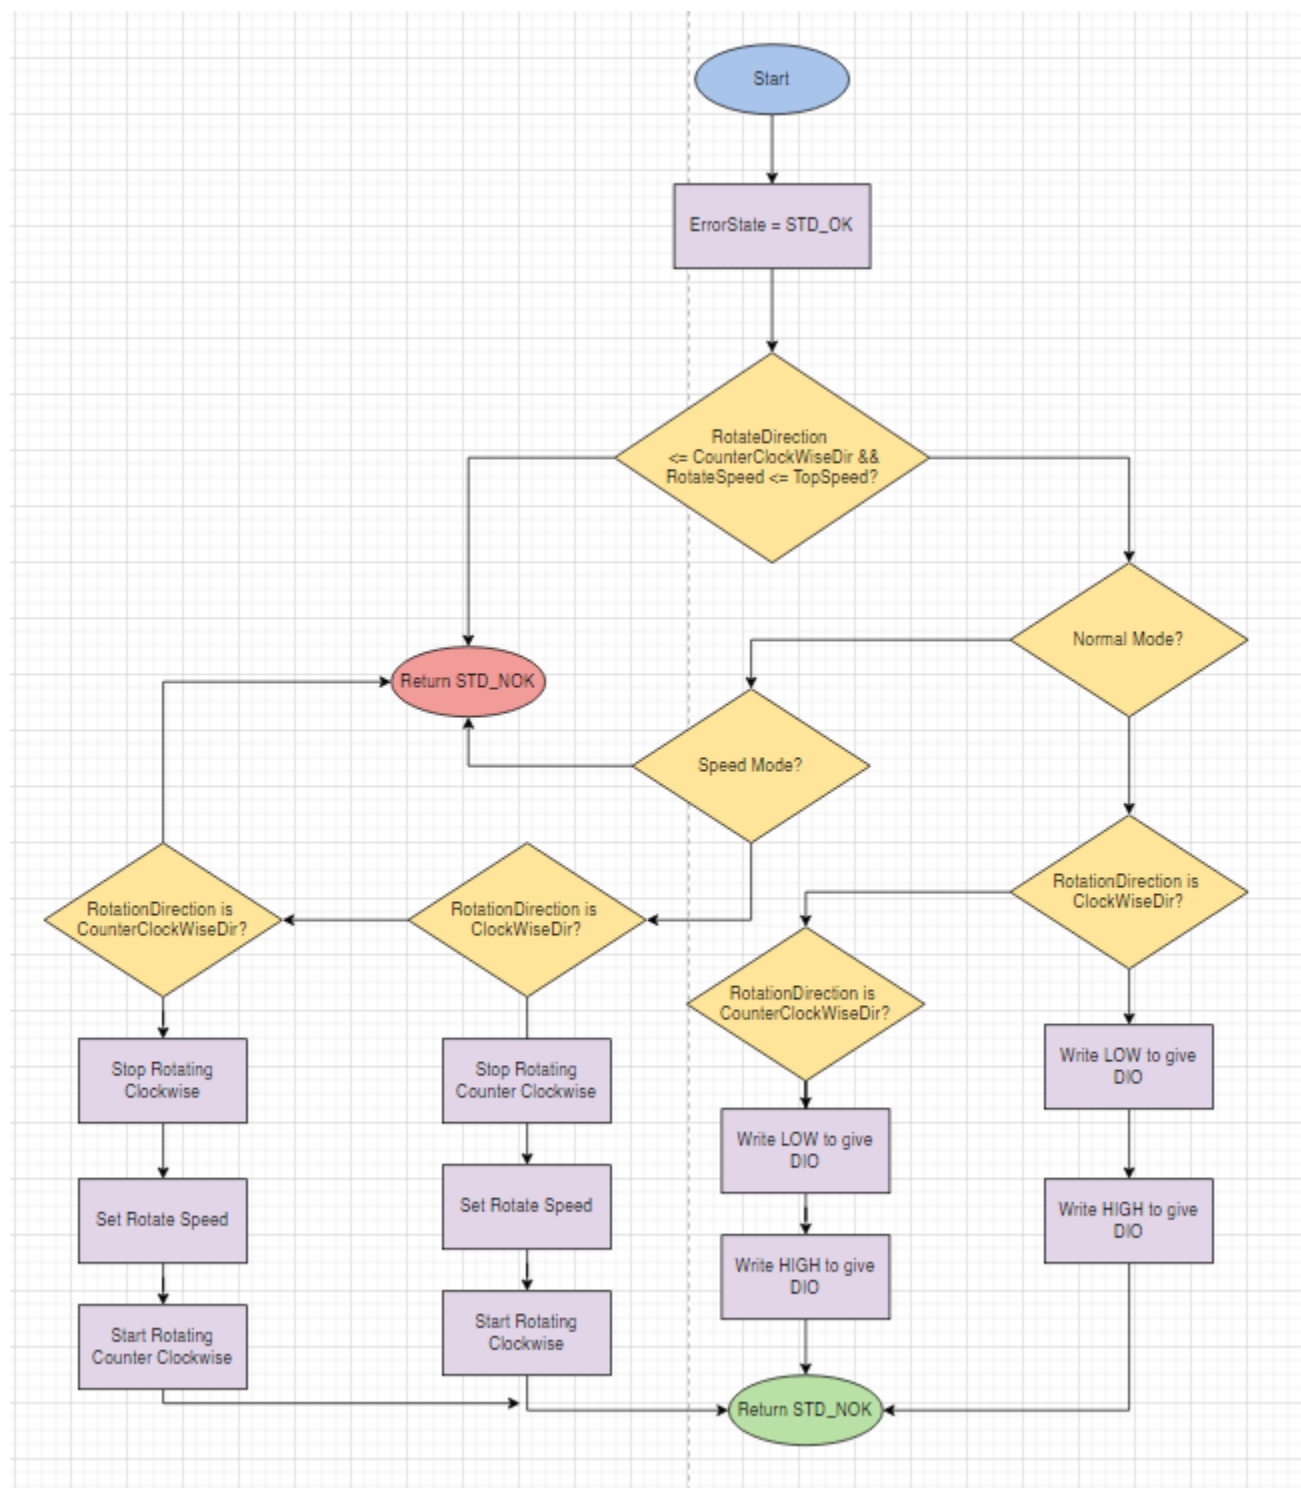 Start
ErrorState = STD_OK
RotateDirection
<= CounterClockWiseDir &&
RotateSpeed <= TopSpeed?
Normal Mode?
Return STD_NOK
Speed Mode?
RotationDirection is
CounterClockWiseDir?
RotationDirection is
ClockWiseDir?
RotationDirection is
CounterClockWiseDir?
RotationDirection is
ClockWiseDir?
Stop Rotating
Clockwise
Stop Rotating
Counter Clockwise
Write LOW to give
DIO
Write LOW to give
DIO
Set Rotate Speed
Set Rotate Speed
Write HIGH to give
DIO
Write HIGH to give
DIO
Start Rotating
Counter Clockwise
Start Rotating
Clockwise
Return STD_NOK